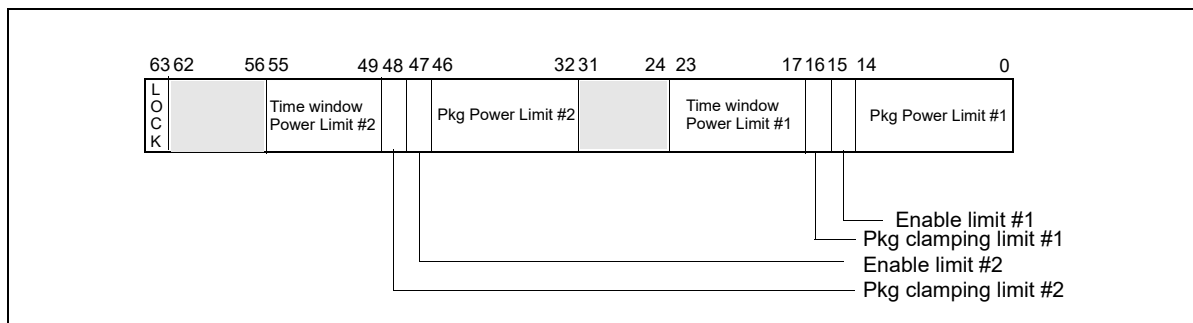 63 62 56 55 49 48 47 46 32 31 24 23 17 16 15 14 0
L
O
C
K
Time window
Power Limit #2
Pkg Power Limit #2
Time window
Power Limit #1
Pkg Power Limit #1
Enable limit #1
Pkg clamping limit #1
Enable limit #2
Pkg clamping limit #2